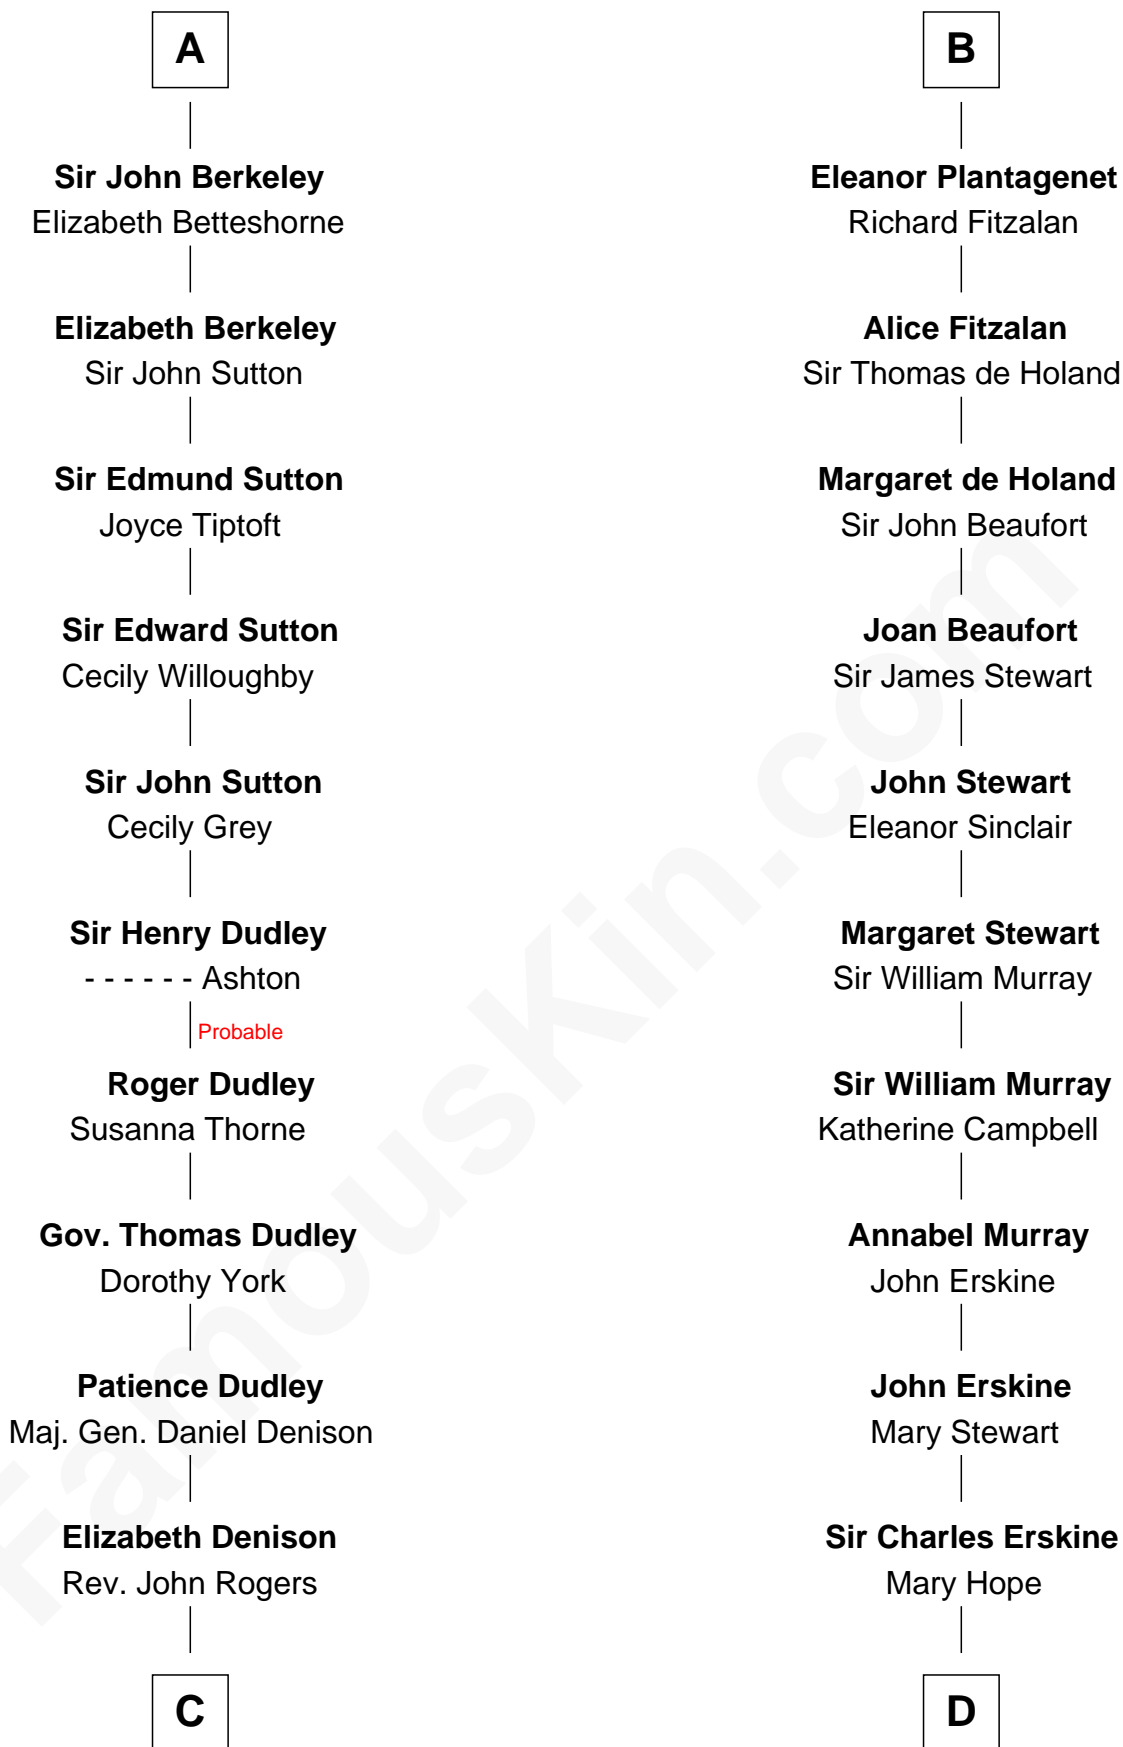 A
Sir John Berkeley
Elizabeth Betteshorne
Elizabeth Berkeley
Sir John Sutton
Sir Edmund Sutton
Joyce Tiptoft
Sir Edward Sutton
Cecily Willoughby
Sir John Sutton
Cecily Grey
Sir Henry Dudley
- - - - - - Ashton
Probable
Roger Dudley
Susanna Thorne
Gov. Thomas Dudley
Dorothy York
Patience Dudley
Maj. Gen. Daniel Denison
Elizabeth Denison
Rev. John Rogers
C
B
Eleanor Plantagenet
Richard Fitzalan
Alice Fitzalan
Sir Thomas de Holand
Margaret de Holand
Sir John Beaufort
Joan Beaufort
Sir James Stewart
John Stewart
Eleanor Sinclair
Margaret Stewart
Sir William Murray
Sir William Murray
Katherine Campbell
Annabel Murray
John Erskine
John Erskine
Mary Stewart
Sir Charles Erskine
Mary Hope
D
FamousKin.com